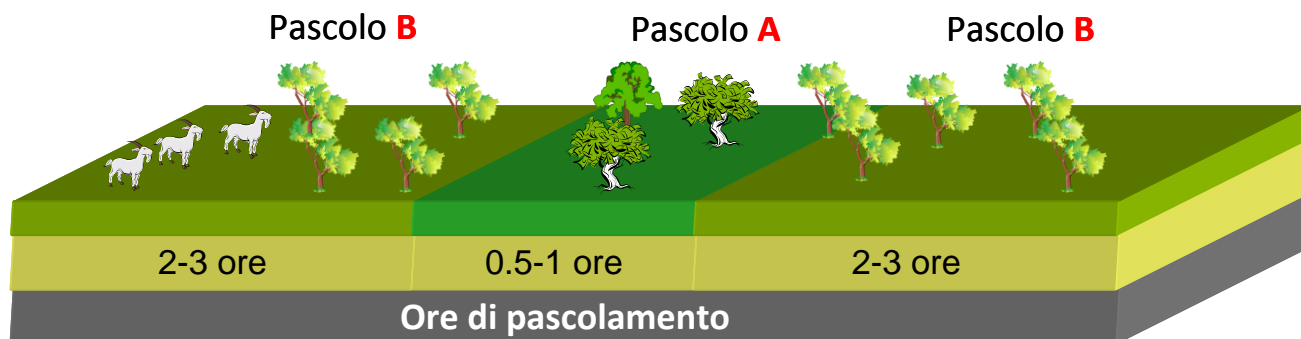 Pascolo B Pascolo A Pascolo B
2-3 ore 0.5-1 ore 2-3 ore
Ore di pascolamento